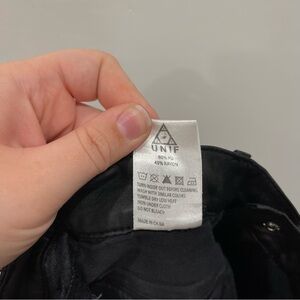 UNIF
TURN INSIDE OUT BEFORE CLEANING
WASH WITH SIMILAR COLORS
TUMBLE DRY LOW HEAT
IRON UNDER CLOTH
DO NOT BLEACH
MADE IN CHINA